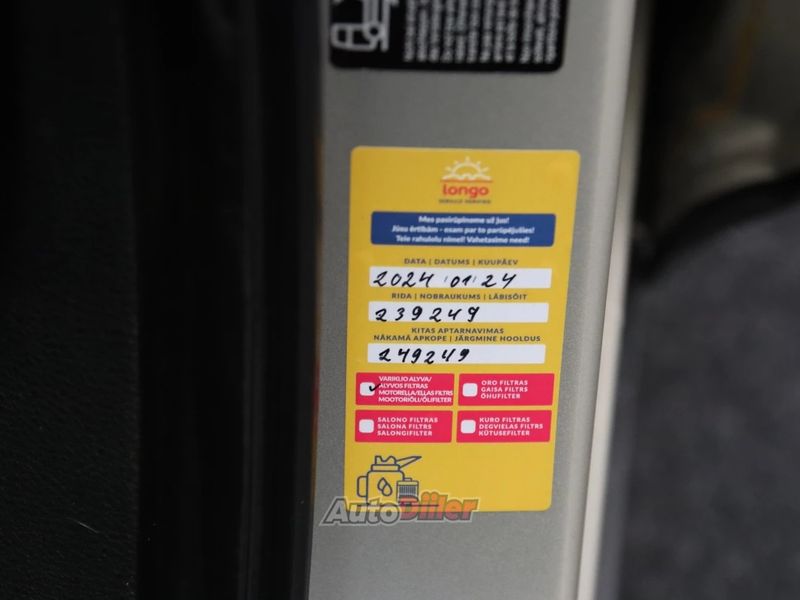 longo
Mes pasirūpinome už jus!
Jūsu ērtībām - esam par to parūpējušies!
Teie rahulolu nimel! Vahetasime need!
DATA | DATUMS | KUUPÄEV
2024 01 24
RIDA | NOBRAUKUMS | LÄBISÕIT
239249
KITAS APTARNAVIMAS
NĀKAMĀ APKOPE | JÄRGMINE HOOLDUS
249249
VARIKLIO ALYVA/
ALYVOS FILTRAS
MOTORELLA/ELLAS FILTRS
MOOTORIÕLI/ÕLIFILTER
ORO FILTRAS
GAISA FILTRS
ÕHUFILTER
SALONO FILTRAS
SALONA FILTRS
SALONGIFILTER
KURO FILTRAS
DEGVIELAS FILTRS
KÜTUSEFILTER
AutoDiiler